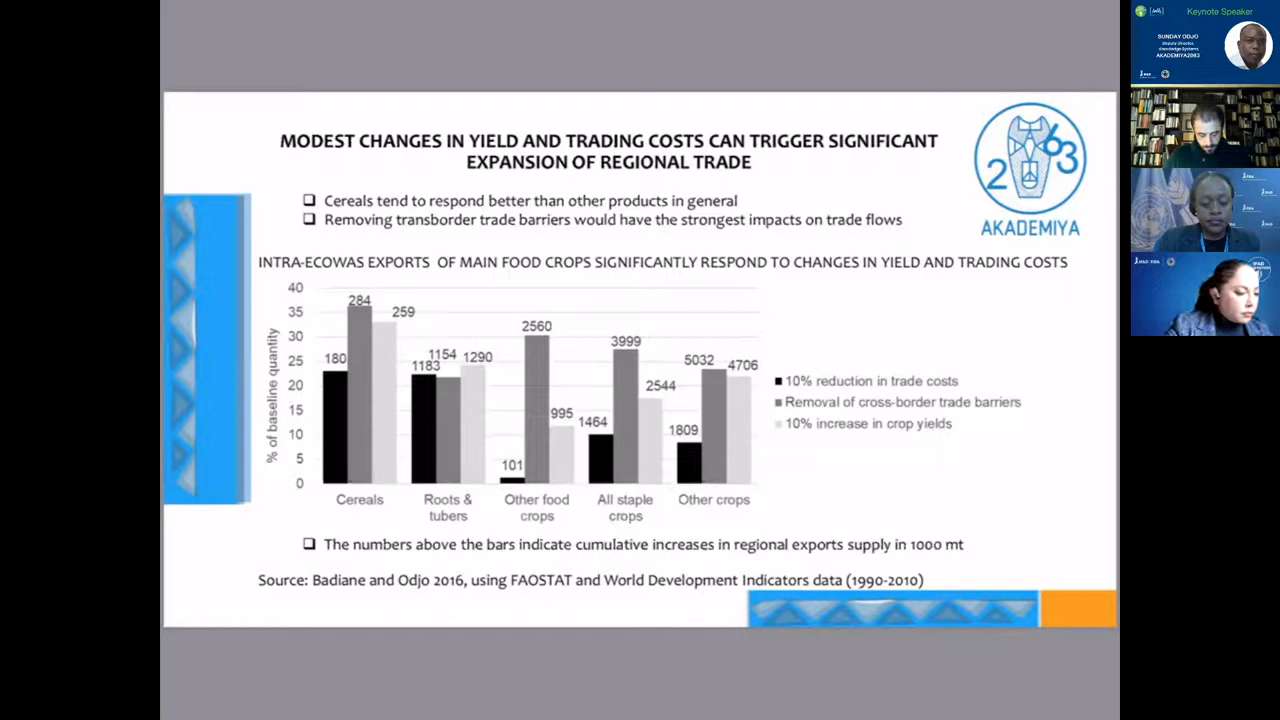 MODEST CHANGES IN YIELD AND TRADING COSTS CAN TRIGGER SIGNIFICANT
EXPANSION OF REGIONAL TRADE
2 63
AKADEMIYA
❑ Cereals tend to respond better than other products in general
❑ Removing transborder trade barriers would have the strongest impacts on trade flows
INTRA-ECOWAS EXPORTS OF MAIN FOOD CROPS SIGNIFICANTLY RESPOND TO CHANGES IN YIELD AND TRADING COSTS
% of baseline quantity
40
35
30
25
20
15
10
5
0
180 284 259
1183 1154 1290
101 2560 995
1464 3999 2544
1809 5032 4706
Cereals
Roots &
tubers
Other food
crops
All staple
crops
Other crops
10% reduction in trade costs
Removal of cross-border trade barriers
10% increase in crop yields
❑ The numbers above the bars indicate cumulative increases in regional exports supply in 1000 mt
Source: Badiane and Odjo 2016, using FAOSTAT and World Development Indicators data (1990-2010)
Keynote Speaker
SUNDAY ODJO
Deputy Director,
Knowledge Systems
AKADEMIYA2063